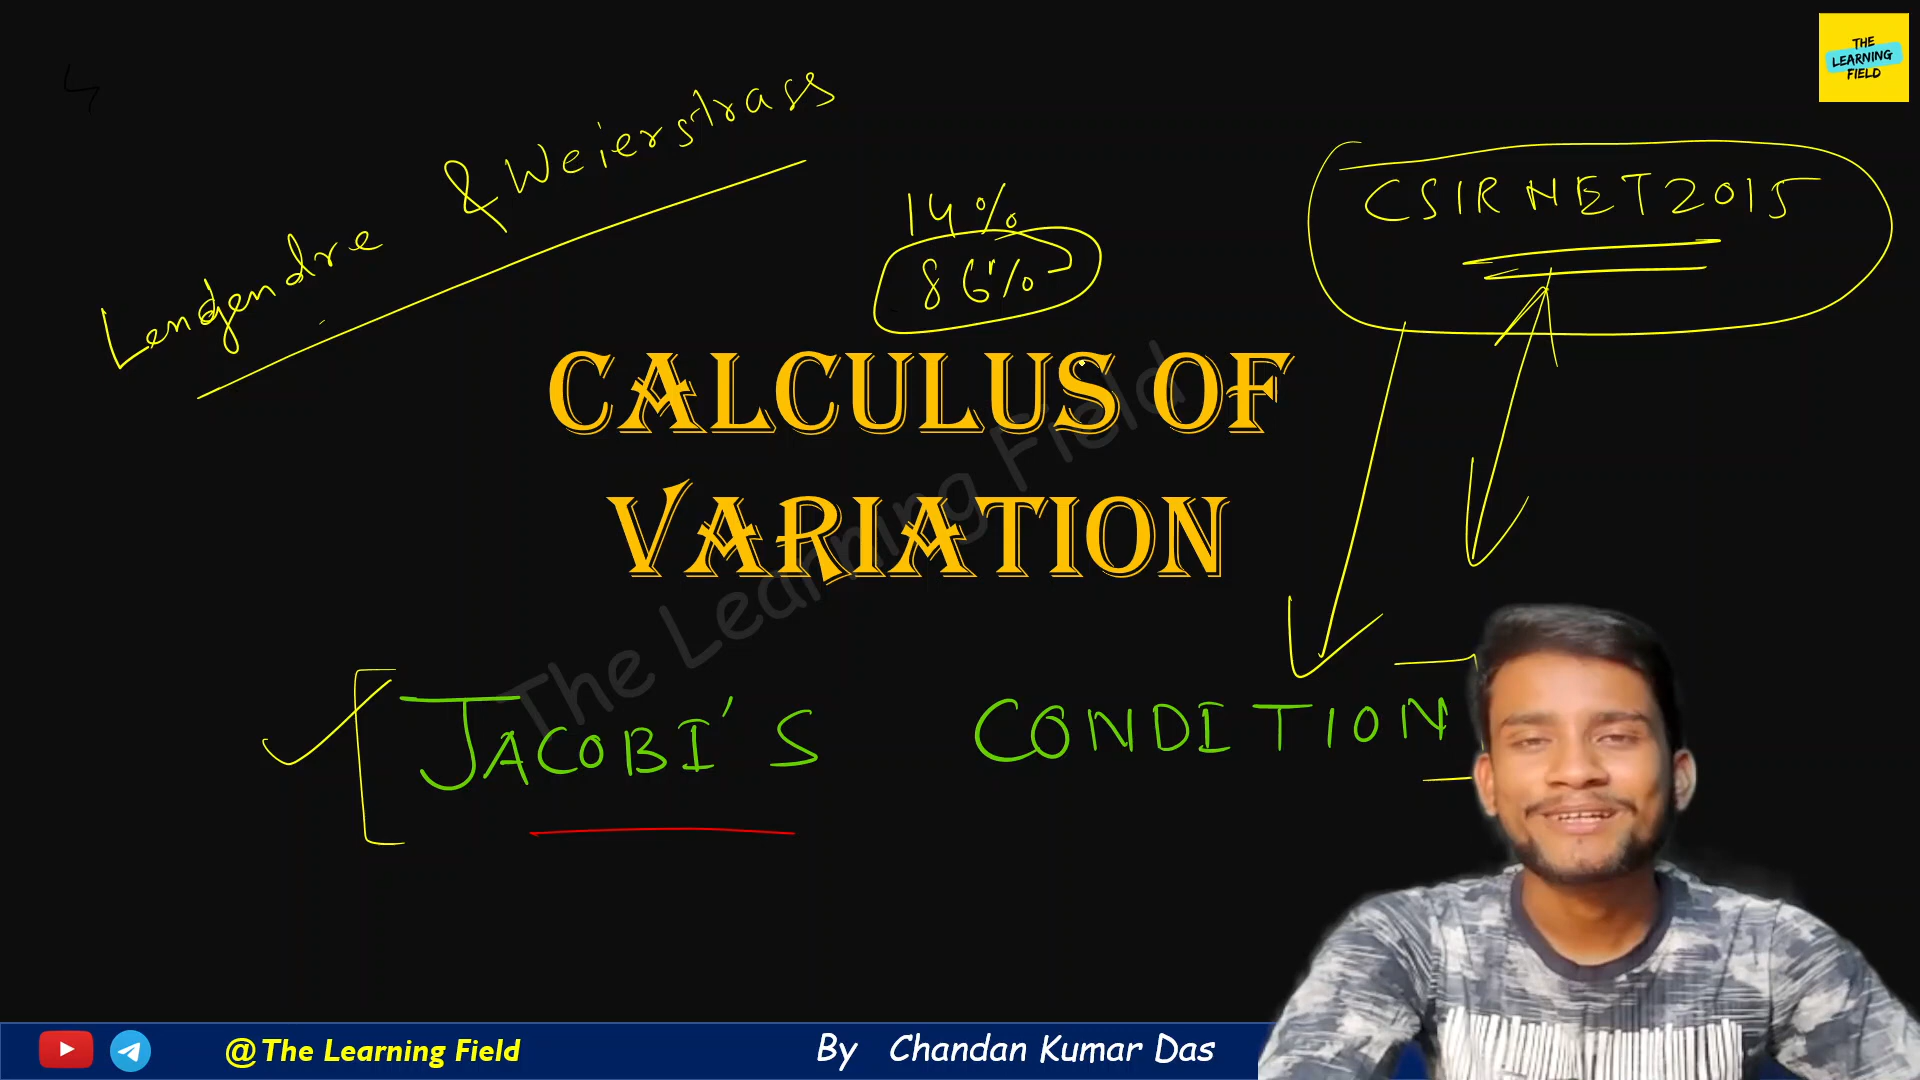 THE
LEARNING
FIELD
Lengendre & Weierstrass
14%
86%
CSIR NET 2015
CALCULUS OF
VARIATION
The Learning Field
JACOBI'S CONDITION
@The Learning Field
By Chandan Kumar Das